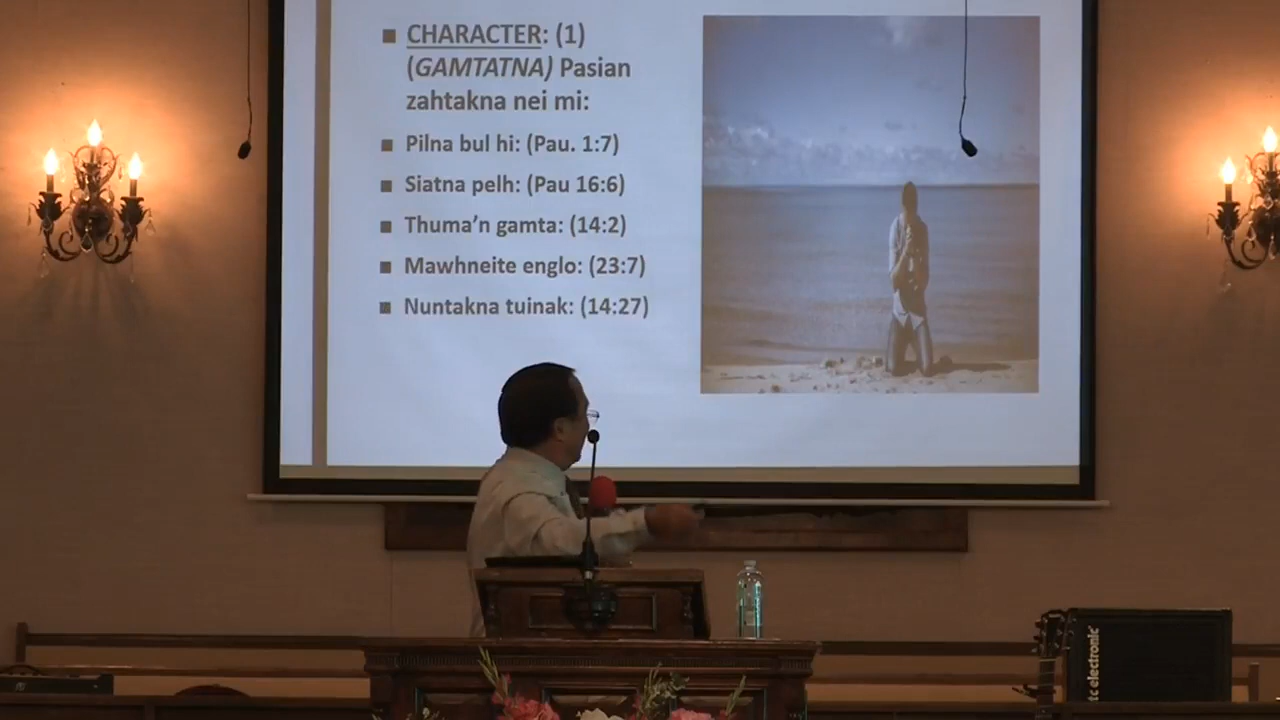 CHARACTER: (1)
(GAMTATNA) Pasian
zahtakna nei mi:
Pilna bul hi: (Pau. 1:7)
Siatna pelh: (Pau 16:6)
Thuma’n gamta: (14:2)
Mawhneite englo: (23:7)
Nuntakna tuinak: (14:27)
tc electronic